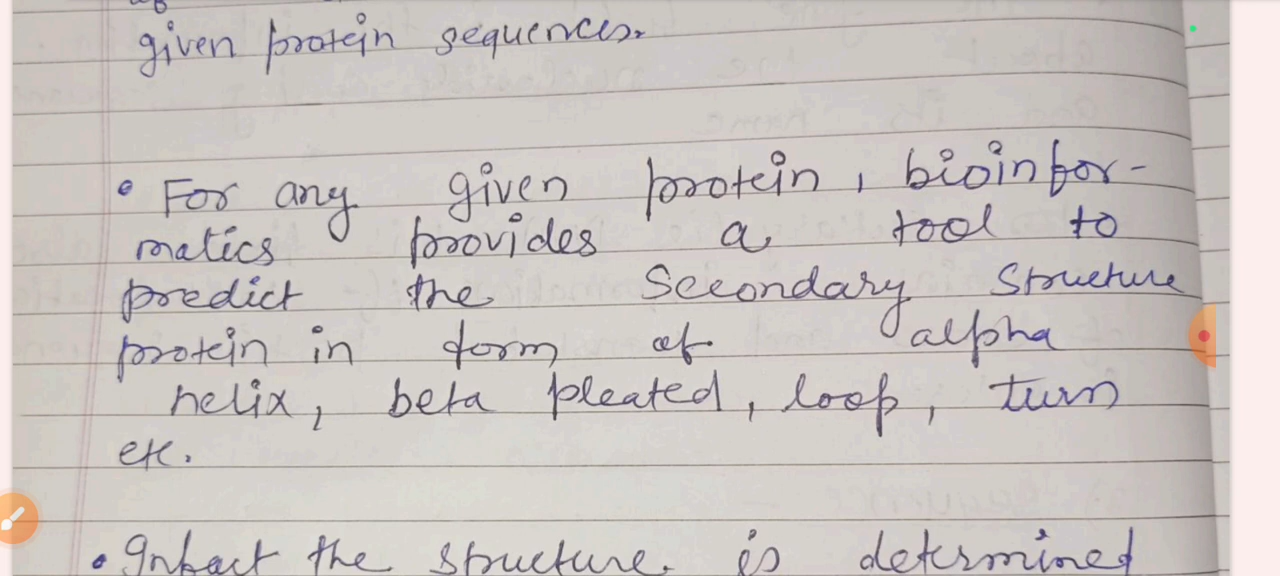 given protein sequences.
• For any given protein, bioinfor-
matics provides a tool to
predict the Secondary Structure
protein in form of alpha
helix, beta pleated, loop, turn
etc.
• Infact the structure is determined